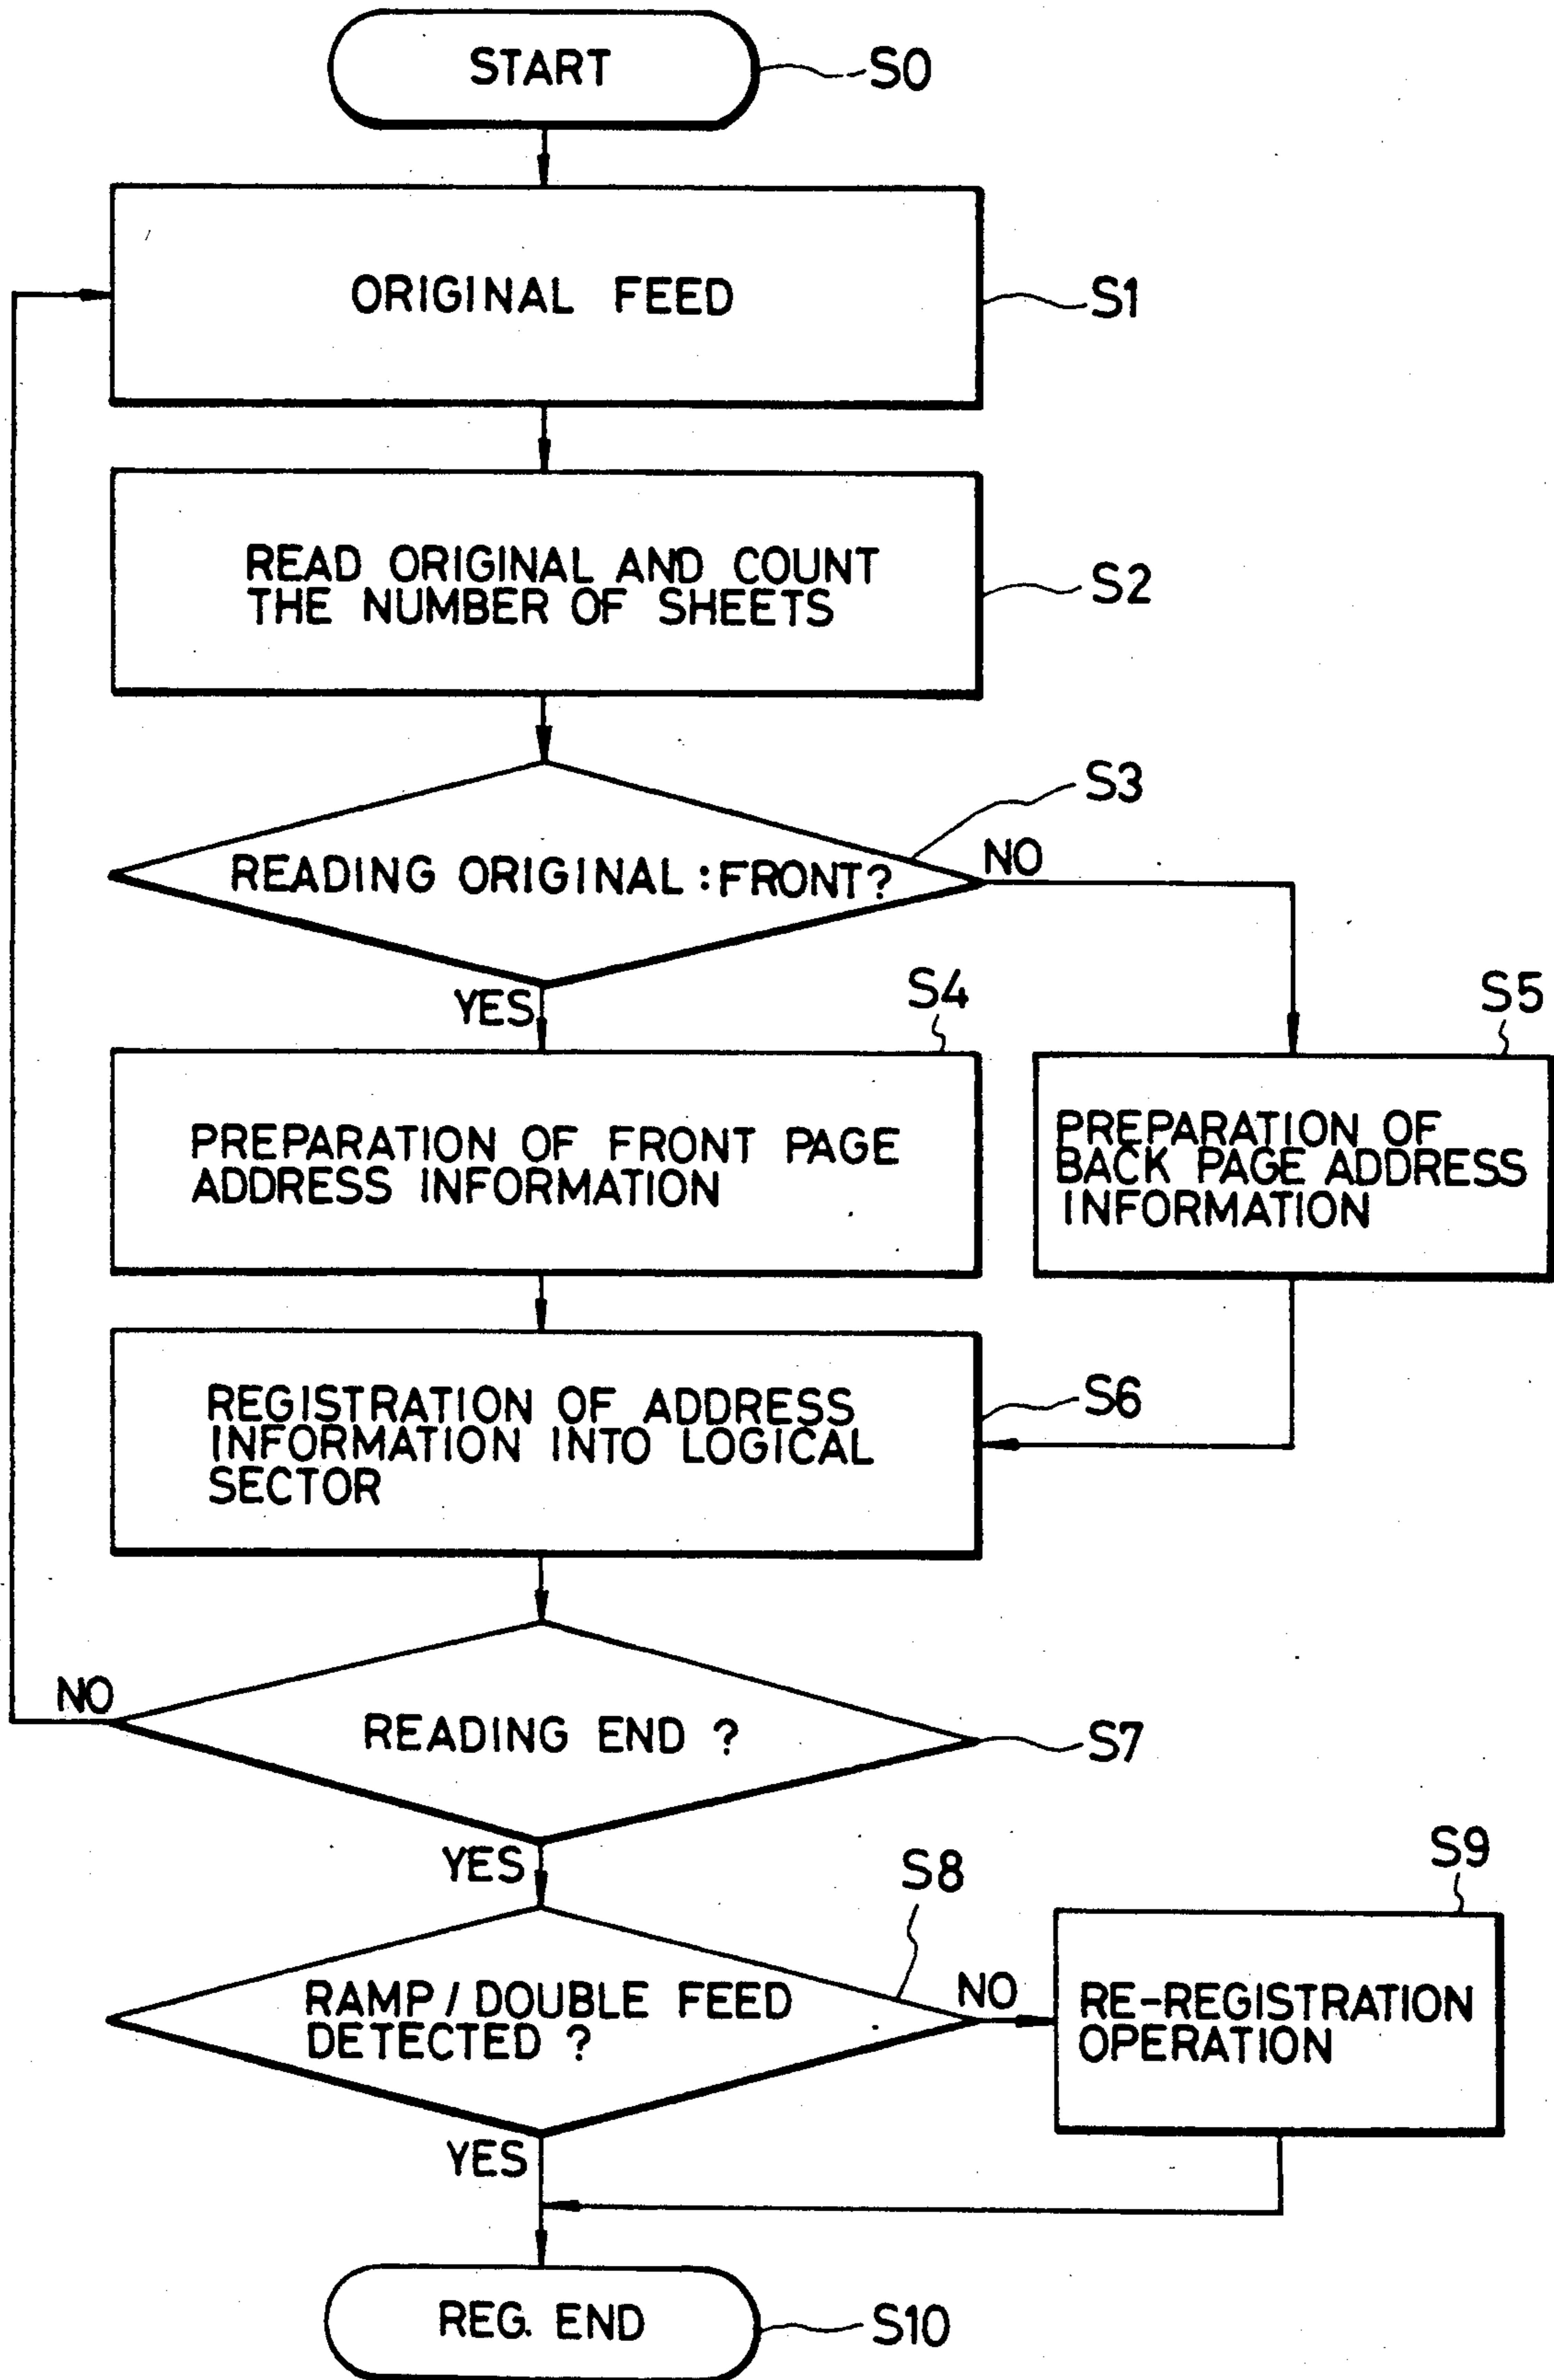 START
S0
ORIGINAL FEED
S1
READ ORIGINAL AND COUNT
THE NUMBER OF SHEETS
S2
S3
READING ORIGINAL : FRONT?
NO
YES
S4
S5
PREPARATION OF FRONT PAGE
ADDRESS INFORMATION
PREPARATION OF
BACK PAGE ADDRESS
INFORMATION
REGISTRATION OF ADDRESS
INFORMATION INTO LOGICAL
SECTOR
S6
NO
READING END ?
S7
YES
S8
S9
RAMP / DOUBLE FEED
DETECTED ?
NO
RE-REGISTRATION
OPERATION
YES
REG. END
S10